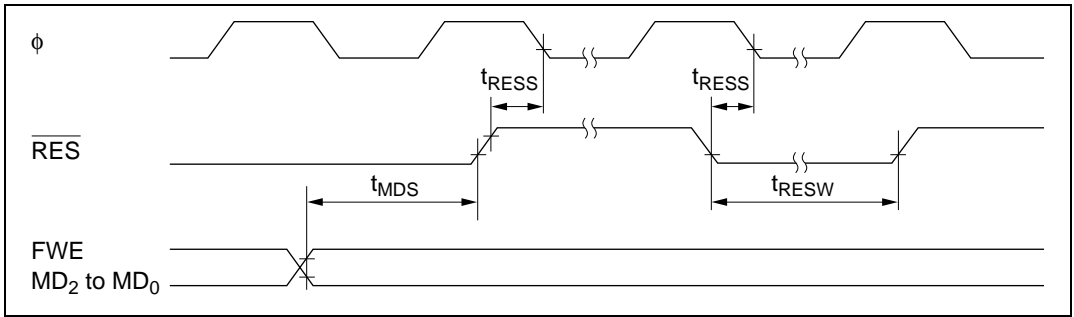 ϕ
tRESS tRESS
RES
tMDS tRESW
FWE
MD2 to MD0